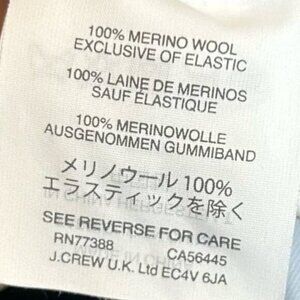 100% MERINO WOOL
EXCLUSIVE OF ELASTIC
100% LAINE DE MERINOS
SAUF ÉLASTIQUE
100% MERINOWOLLE
AUSGENOMMEN GUMMIBAND
メリノウール 100%
エラスティックを除く
SEE REVERSE FOR CARE
RN77388 CA56445
J.CREW U.K. Ltd EC4V 6JA